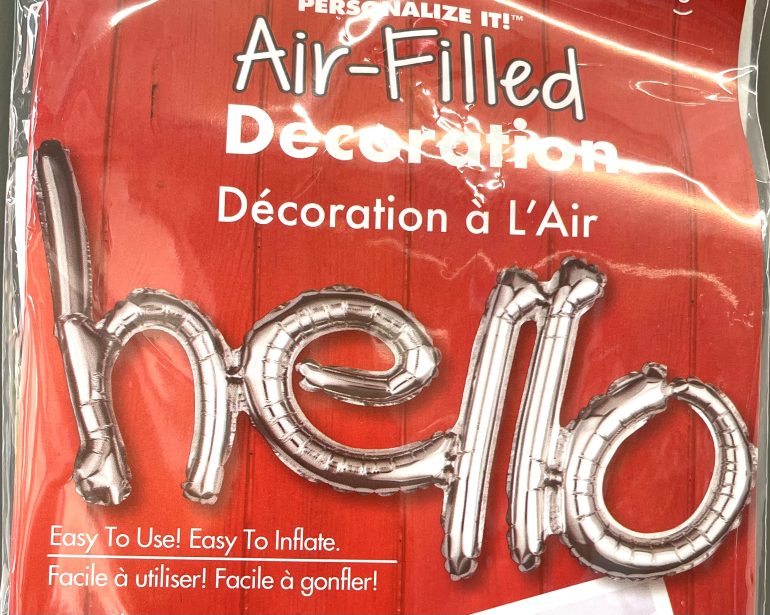 PERSONALIZE IT!™
Air-Filled
Decoration
Décoration à L'Air
hello
Easy To Use! Easy To Inflate.
Facile à utiliser! Facile à gonfler!